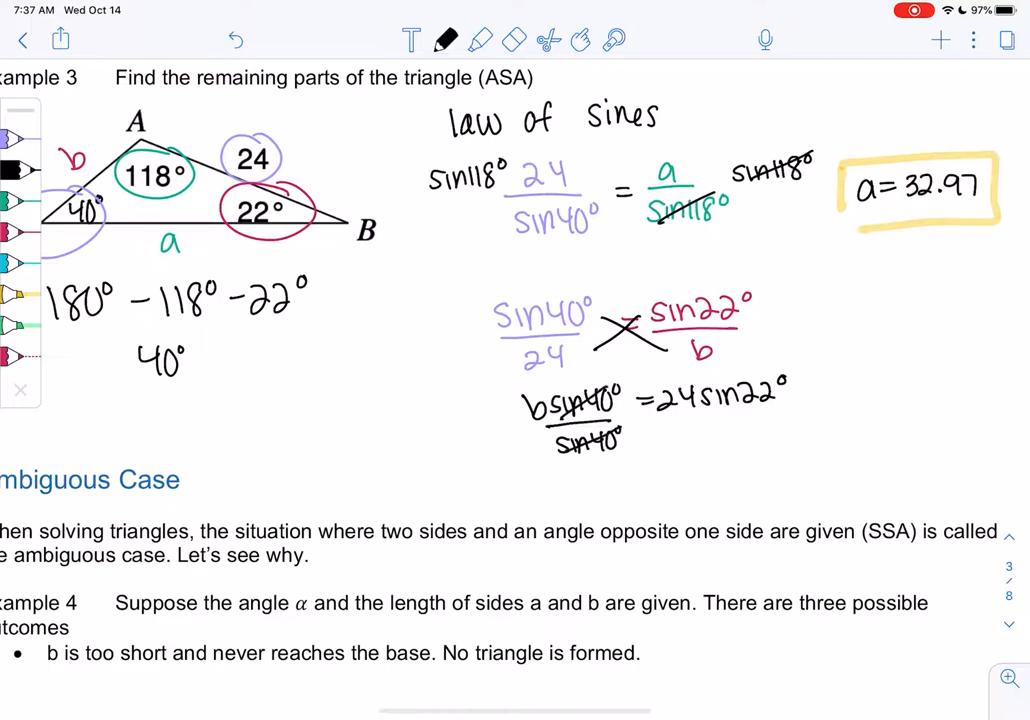 7:37 AM Wed Oct 14
97%
T
xample 3 Find the remaining parts of the triangle (ASA)
law of sines
A
b
118°
24
40°
22°
B
a
sin118° 24 / sin40° = a / sin118° sin118°
a = 32.97
180° - 118° - 22°
40°
sin40° / 24 = sin22° / b
bsin40° = 24sin22°
sin40°
mbiguous Case
hen solving triangles, the situation where two sides and an angle opposite one side are given (SSA) is called
e ambiguous case. Let's see why.
xample 4 Suppose the angle α and the length of sides a and b are given. There are three possible
utcomes
• b is too short and never reaches the base. No triangle is formed.
3
/
8